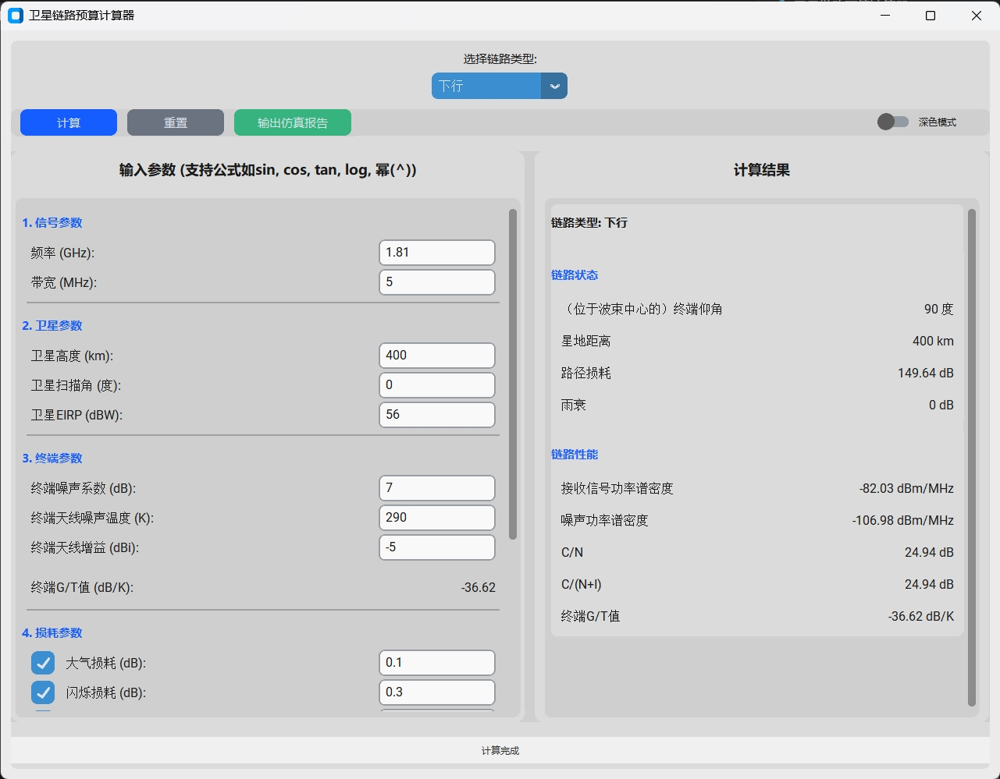 卫星链路预算计算器
选择链路类型:
下行
计算
重置
输出仿真报告
深色模式
输入参数 (支持公式如sin, cos, tan, log, 幂(^))
1. 信号参数
频率 (GHz):
1.81
带宽 (MHz):
5
2. 卫星参数
卫星高度 (km):
400
卫星扫描角 (度):
0
卫星EIRP (dBW):
56
3. 终端参数
终端噪声系数 (dB):
7
终端天线噪声温度 (K):
290
终端天线增益 (dBi):
-5
终端G/T值 (dB/K):
-36.62
4. 损耗参数
大气损耗 (dB):
0.1
闪烁损耗 (dB):
0.3
计算结果
链路类型: 下行
链路状态
（位于波束中心的）终端仰角
90 度
星地距离
400 km
路径损耗
149.64 dB
雨衰
0 dB
链路性能
接收信号功率谱密度
-82.03 dBm/MHz
噪声功率谱密度
-106.98 dBm/MHz
C/N
24.94 dB
C/(N+I)
24.94 dB
终端G/T值
-36.62 dB/K
计算完成